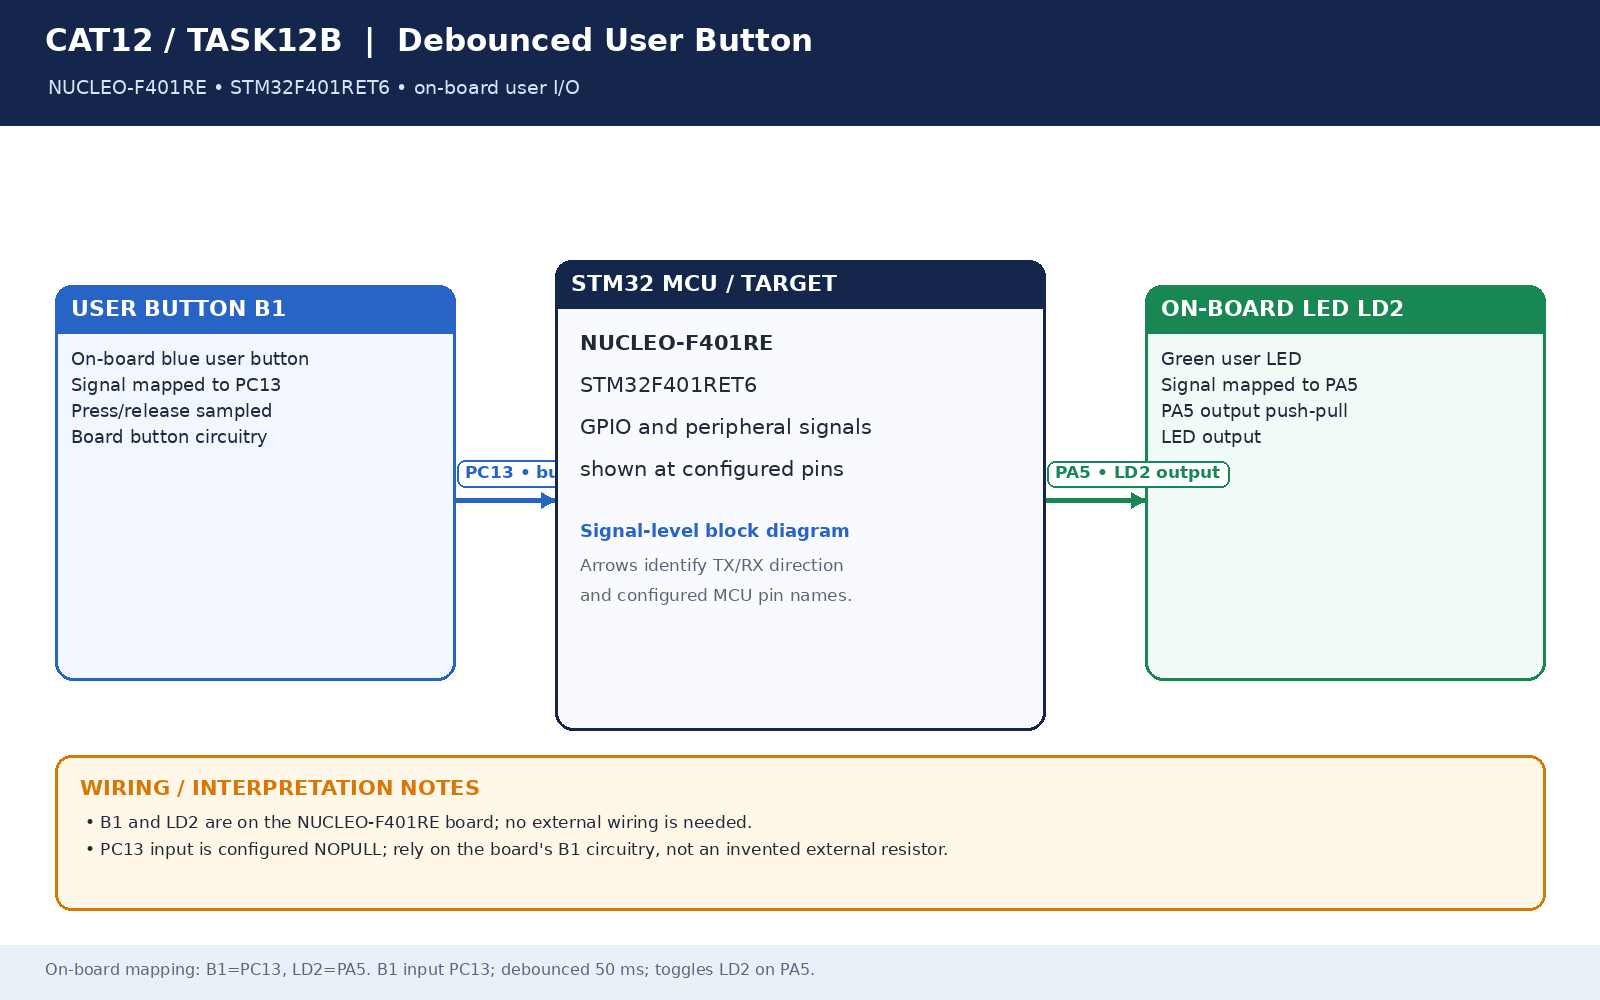 CAT12 / TASK12B | Debounced User Button
NUCLEO-F401RE • STM32F401RET6 • on-board user I/O
USER BUTTON B1
On-board blue user button
Signal mapped to PC13
Press/release sampled
Board button circuitry
PC13 • bu
STM32 MCU / TARGET
NUCLEO-F401RE
STM32F401RET6
GPIO and peripheral signals
shown at configured pins
Signal-level block diagram
Arrows identify TX/RX direction
and configured MCU pin names.
ON-BOARD LED LD2
Green user LED
Signal mapped to PA5
PA5 output push-pull
LED output
PA5 • LD2 output
WIRING / INTERPRETATION NOTES
• B1 and LD2 are on the NUCLEO-F401RE board; no external wiring is needed.
• PC13 input is configured NOPULL; rely on the board's B1 circuitry, not an invented external resistor.
On-board mapping: B1=PC13, LD2=PA5. B1 input PC13; debounced 50 ms; toggles LD2 on PA5.